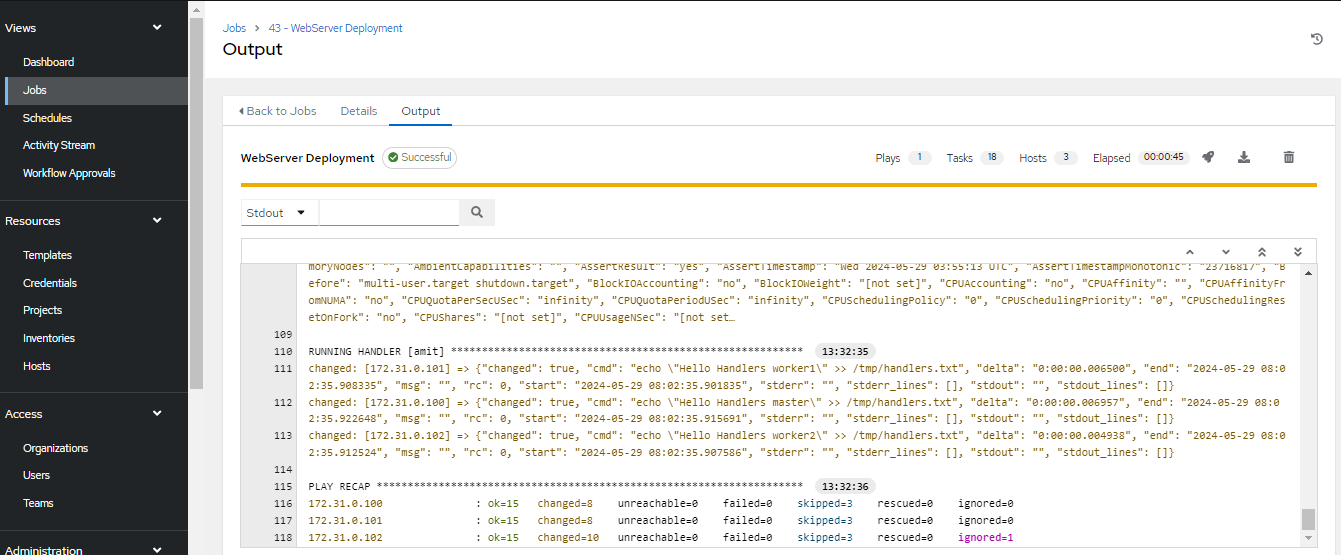 Views
Dashboard
Jobs
Schedules
Activity Stream
Workflow Approvals
Resources
Templates
Credentials
Projects
Inventories
Hosts
Access
Organizations
Users
Teams
Administration
Jobs > 43 - WebServer Deployment
Output
Back to Jobs Details Output
WebServer Deployment Successful Plays 1 Tasks 18 Hosts 3 Elapsed 00:00:45
Stdout
moryNodes": "", "AmbientCapabilities": "", "AssertResult": "yes", "AssertTimestamp": "Wed 2024-05-29 03:55:13 UTC", "AssertTimestampMonotonic": "23716817", "B
efore": "multi-user.target shutdown.target", "BlockIOAccounting": "no", "BlockIOWeight": "[not set]", "CPUAccounting": "no", "CPUAffinity": "", "CPUAffinityFr
omNUMA": "no", "CPUQuotaPerSecUSec": "infinity", "CPUQuotaPeriodUSec": "infinity", "CPUSchedulingPolicy": "0", "CPUSchedulingPriority": "0", "CPUSchedulingRes
etOnFork": "no", "CPUShares": "[not set]", "CPUUsageNSec": "[not set…
109
110 RUNNING HANDLER [amit] ********************************************************* 13:32:35
111 changed: [172.31.0.101] => {"changed": true, "cmd": "echo \"Hello Handlers worker1\" >> /tmp/handlers.txt", "delta": "0:00:00.006500", "end": "2024-05-29 08:0
2:35.908335", "msg": "", "rc": 0, "start": "2024-05-29 08:02:35.901835", "stderr": "", "stderr_lines": [], "stdout": "", "stdout_lines": []}
112 changed: [172.31.0.100] => {"changed": true, "cmd": "echo \"Hello Handlers master\" >> /tmp/handlers.txt", "delta": "0:00:00.006957", "end": "2024-05-29 08:02
:35.922648", "msg": "", "rc": 0, "start": "2024-05-29 08:02:35.915691", "stderr": "", "stderr_lines": [], "stdout": "", "stdout_lines": []}
113 changed: [172.31.0.102] => {"changed": true, "cmd": "echo \"Hello Handlers worker2\" >> /tmp/handlers.txt", "delta": "0:00:00.004938", "end": "2024-05-29 08:0
2:35.912524", "msg": "", "rc": 0, "start": "2024-05-29 08:02:35.907586", "stderr": "", "stderr_lines": [], "stdout": "", "stdout_lines": []}
114
115 PLAY RECAP ********************************************************************* 13:32:36
116 172.31.0.100 : ok=15 changed=8 unreachable=0 failed=0 skipped=3 rescued=0 ignored=0
117 172.31.0.101 : ok=15 changed=8 unreachable=0 failed=0 skipped=3 rescued=0 ignored=0
118 172.31.0.102 : ok=15 changed=10 unreachable=0 failed=0 skipped=3 rescued=0 ignored=1